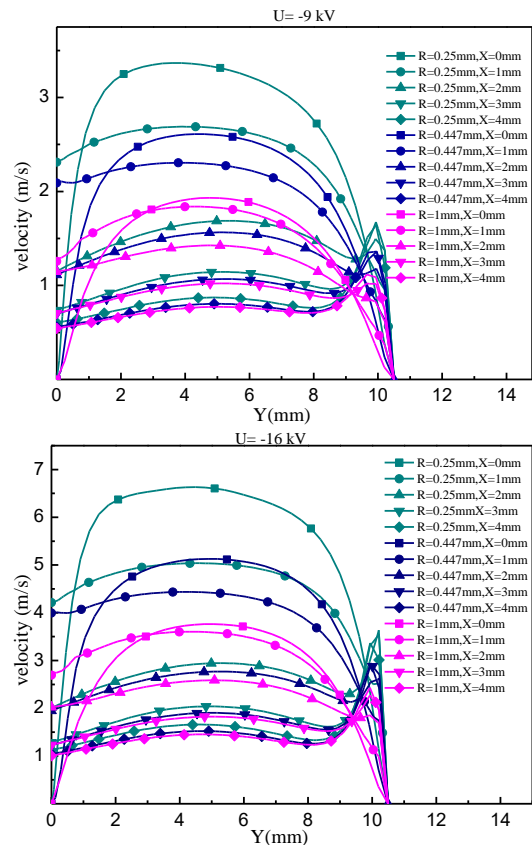 U= -9 kV
3
2
1
velocity (m/s)
R=0.25mm,X=0mm
R=0.25mm,X=1mm
R=0.25mm,X=2mm
R=0.25mm,X=3mm
R=0.25mm,X=4mm
R=0.447mm,X=0mm
R=0.447mm,X=1mm
R=0.447mm,X=2mm
R=0.447mm,X=3mm
R=0.447mm,X=4mm
R=1mm,X=0mm
R=1mm,X=1mm
R=1mm,X=2mm
R=1mm,X=3mm
R=1mm,X=4mm
0 2 4 6 8 10 12 14
Y(mm)
U= -16 kV
7
6
5
4
3
2
1
velocity (m/s)
R=0.25mm,X=0mm
R=0.25mm,X=1mm
R=0.25mm,X=2mm
R=0.25mmX=3mm
R=0.25mm,X=4mm
R=0.447mm,X=0mm
R=0.447mm,X=1mm
R=0.447mm,X=2mm
R=0.447mm,X=3mm
R=0.447mm,X=4mm
R=1mm,X=0mm
R=1mm,X=1mm
R=1mm,X=2mm
R=1mm,X=3mm
R=1mm,X=4mm
0 2 4 6 8 10 12 14
Y(mm)